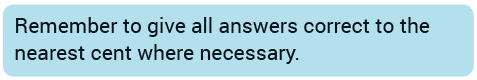 Remember to give all answers correct to the
nearest cent where necessary.